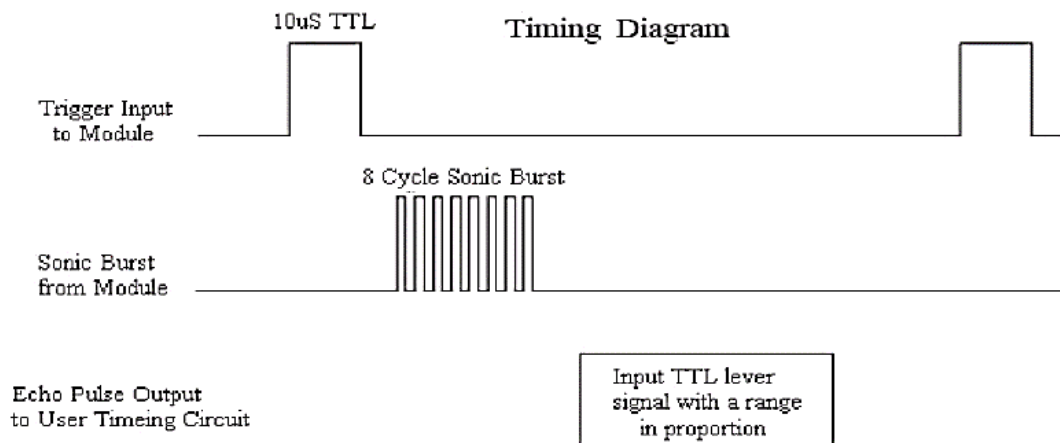 10uS TTL
Timing Diagram
Trigger Input
to Module
8 Cycle Sonic Burst
Sonic Burst
from Module
Echo Pulse Output
to User Timeing Circuit
Input TTL lever
signal with a range
in proportion